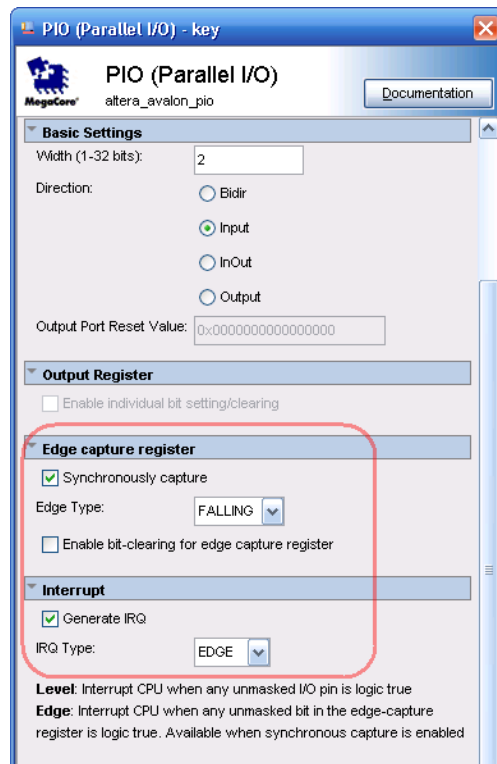 PIO (Parallel I/O) - key
PIO (Parallel I/O)
MegaCore®
altera_avalon_pio
Documentation
Basic Settings
Width (1-32 bits): 2
Direction: Bidir
Input
InOut
Output
Output Port Reset Value: 0x0000000000000000
Output Register
Enable individual bit setting/clearing
Edge capture register
Synchronously capture
Edge Type: FALLING
Enable bit-clearing for edge capture register
Interrupt
Generate IRQ
IRQ Type: EDGE
Level: Interrupt CPU when any unmasked I/O pin is logic true
Edge: Interrupt CPU when any unmasked bit in the edge-capture
register is logic true. Available when synchronous capture is enabled